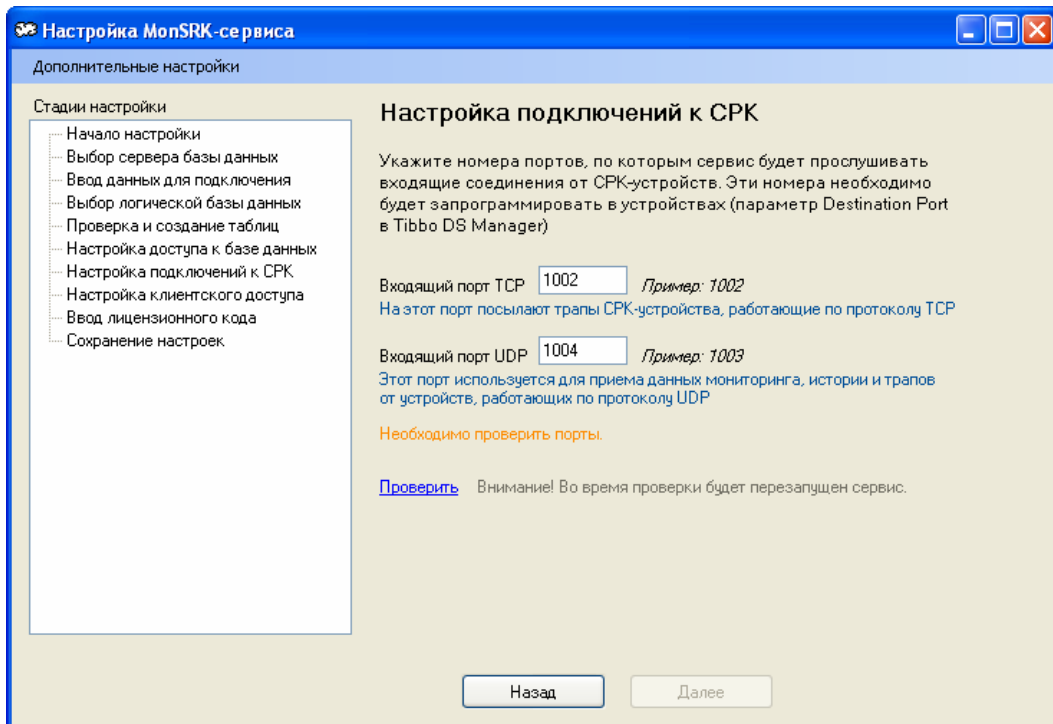 Настройка MonSRK-сервиса
Дополнительные настройки
Стадии настройки
Начало настройки
Выбор сервера базы данных
Ввод данных для подключения
Выбор логической базы данных
Проверка и создание таблиц
Настройка доступа к базе данных
Настройка подключений к СРК
Настройка клиентского доступа
Ввод лицензионного кода
Сохранение настроек
Настройка подключений к СРК
Укажите номера портов, по которым сервис будет прослушивать
входящие соединения от СРК-устройств. Эти номера необходимо
будет запрограммировать в устройствах (параметр Destination Port
в Tibbo DS Manager)
Входящий порт TCP 1002 Пример: 1002
На этот порт посылают трапы СРК-устройства, работающие по протоколу TCP
Входящий порт UDP 1004 Пример: 1003
Этот порт используется для приема данных мониторинга, истории и трапов
от устройств, работающих по протоколу UDP
Необходимо проверить порты.
Проверить Внимание! Во время проверки будет перезапущен сервис.
Назад Далее